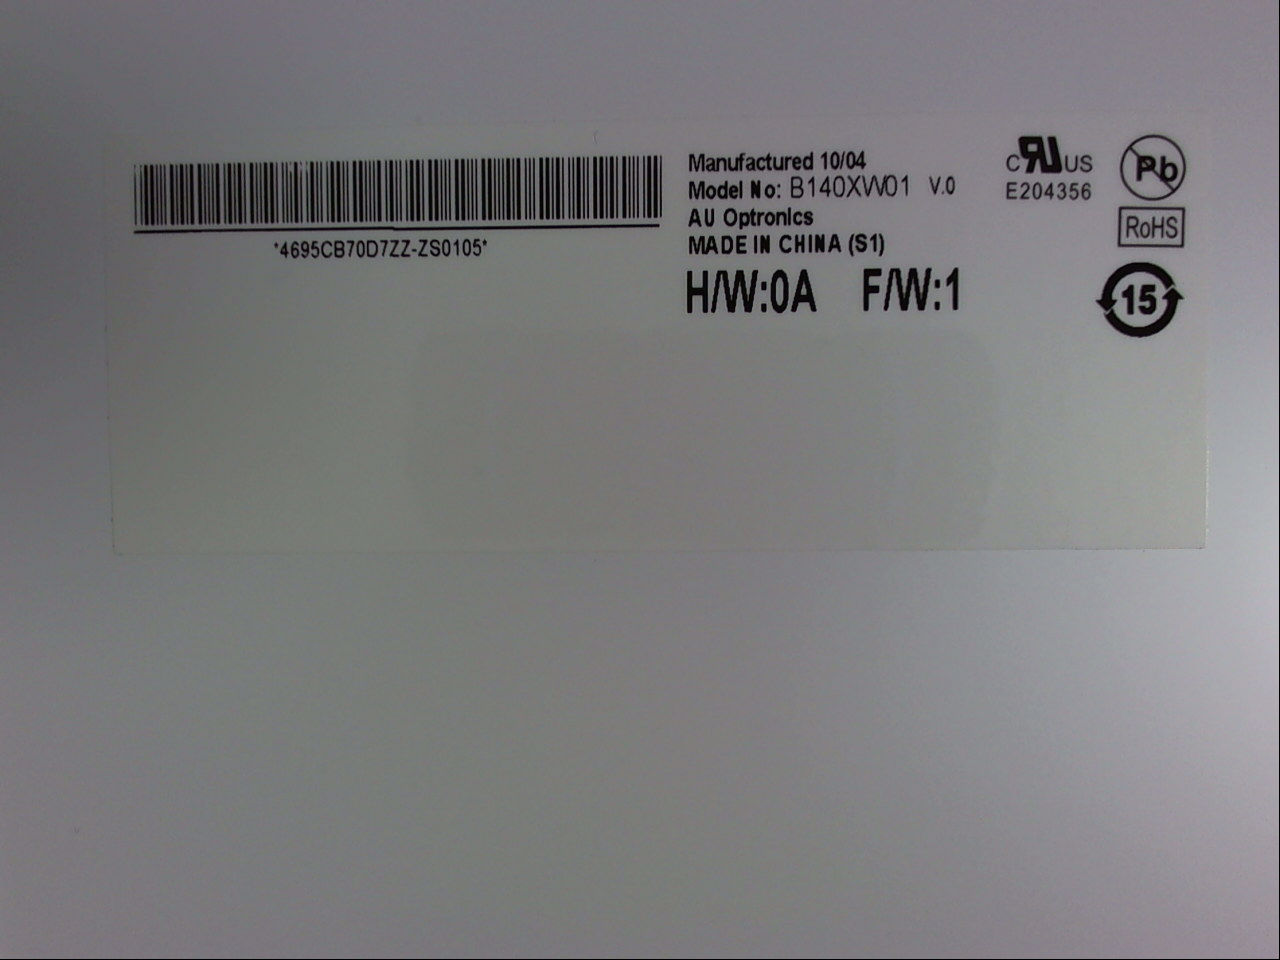 Manufactured 10/04
Model No: B140XW01 V.0
AU Optronics
MADE IN CHINA (S1)
H/W:0A F/W:1
*4695CB70D7ZZ-ZS0105*
C RU US
E204356
Pb
RoHS
15